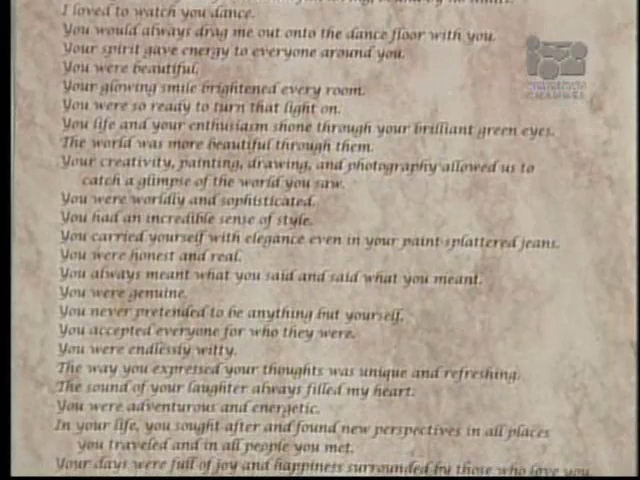 I loved to watch you dance.
You would always drag me out onto the dance floor with you.
Your spirit gave energy to everyone around you.
You were beautiful.
Your glowing smile brightened every room.
You were so ready to turn that light on.
You life and your enthusiasm shone through your brilliant green eyes.
The world was more beautiful through them.
Your creativity, painting, drawing, and photography allowed us to
catch a glimpse of the world you saw.
You were worldly and sophisticated.
You had an incredible sense of style.
You carried yourself with elegance even in your paint-splattered jeans.
You were honest and real.
You always meant what you said and said what you meant.
You were genuine.
You never pretended to be anything but yourself.
You accepted everyone for who they were.
You were endlessly witty.
The way you expressed your thoughts was unique and refreshing.
The sound of your laughter always filled my heart.
You were adventurous and energetic.
In your life, you sought after and found new perspectives in all places
you traveled and in all people you met.
Your days were full of joy and happiness surrounded by those who love you.
CHANNEL